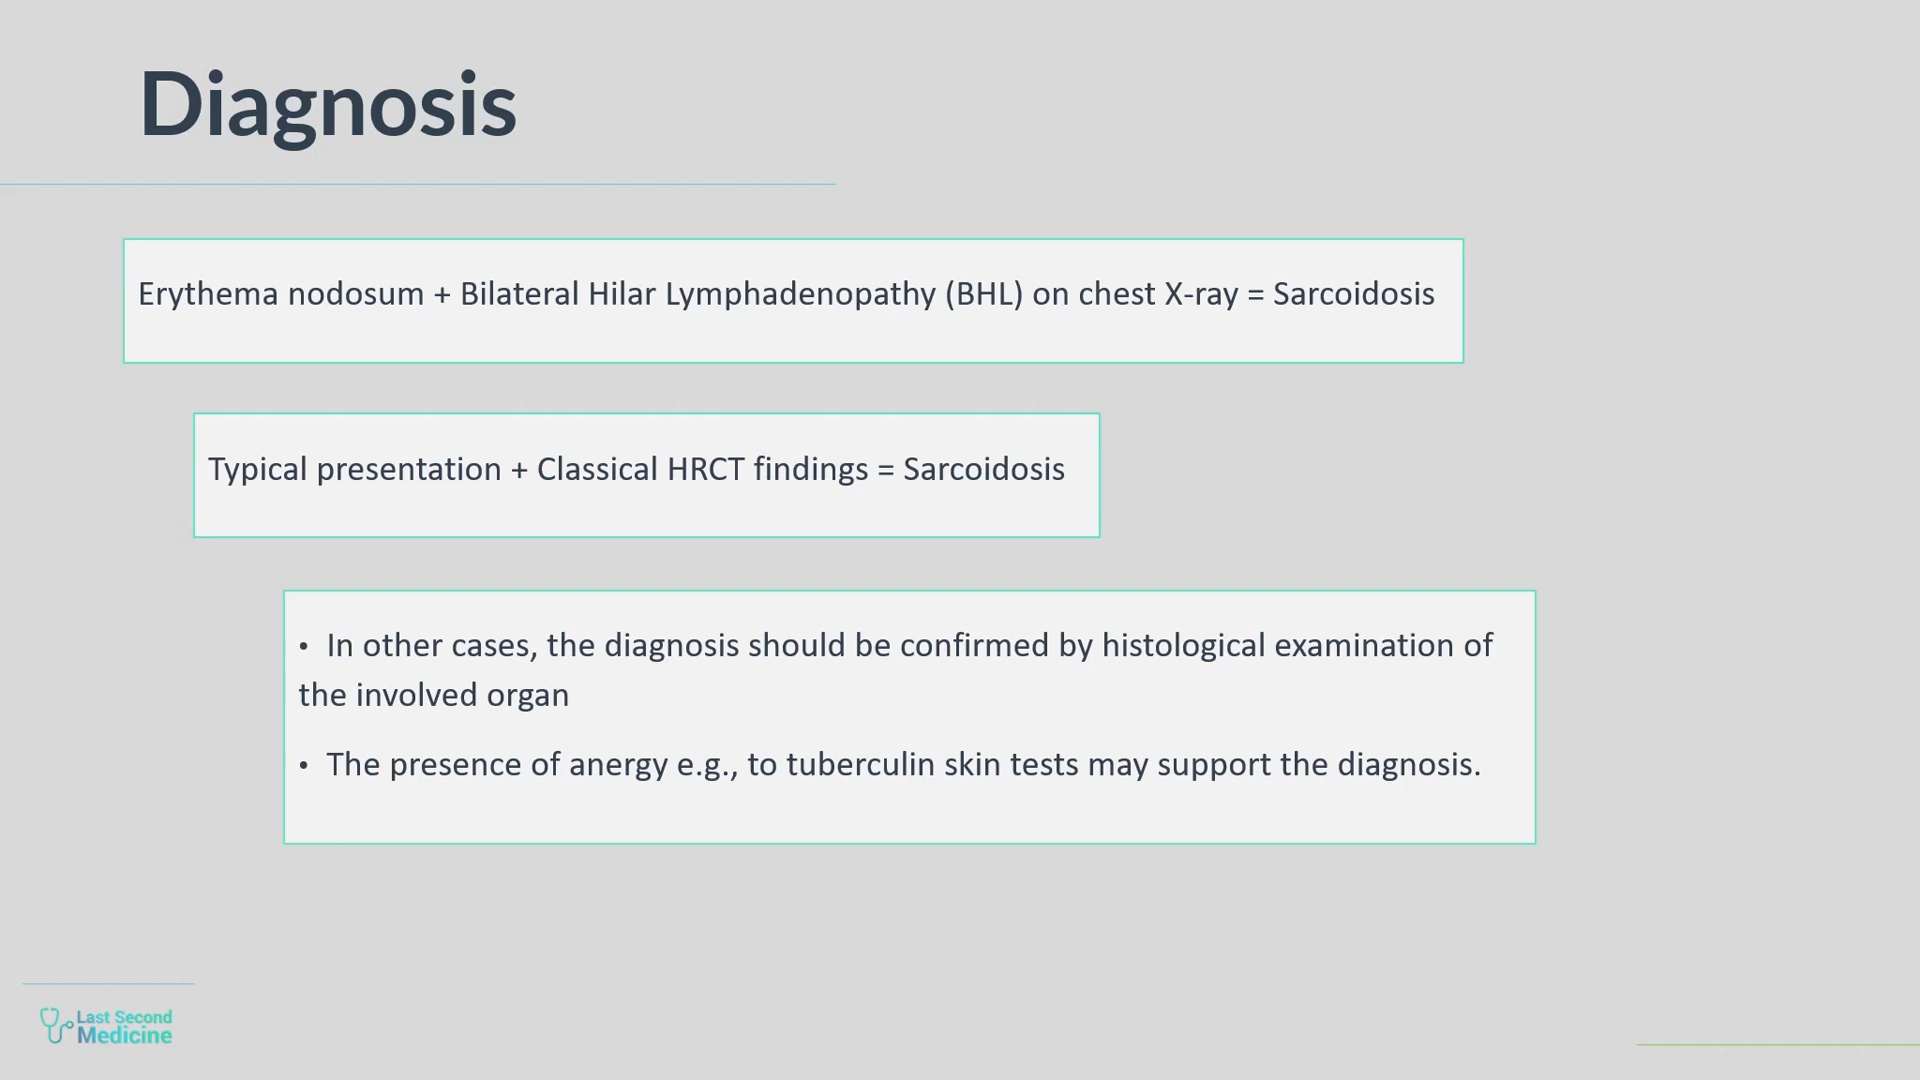 Diagnosis
Erythema nodosum + Bilateral Hilar Lymphadenopathy (BHL) on chest X-ray = Sarcoidosis
Typical presentation + Classical HRCT findings = Sarcoidosis
• In other cases, the diagnosis should be confirmed by histological examination of
the involved organ
• The presence of anergy e.g., to tuberculin skin tests may support the diagnosis.
Last Second
Medicine